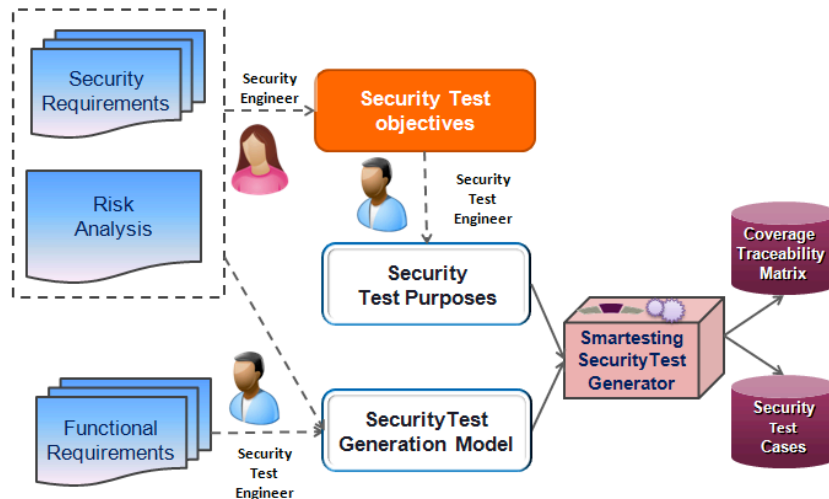 Security
Requirements
Risk
Analysis
Security
Engineer
Security Test
objectives
Security
Test
Engineer
Security
Test Purposes
Coverage
Traceability
Matrix
Smartesting
SecurityTest
Generator
Functional
Requirements
Security
Test
Engineer
SecurityTest
Generation Model
Security
Test
Cases